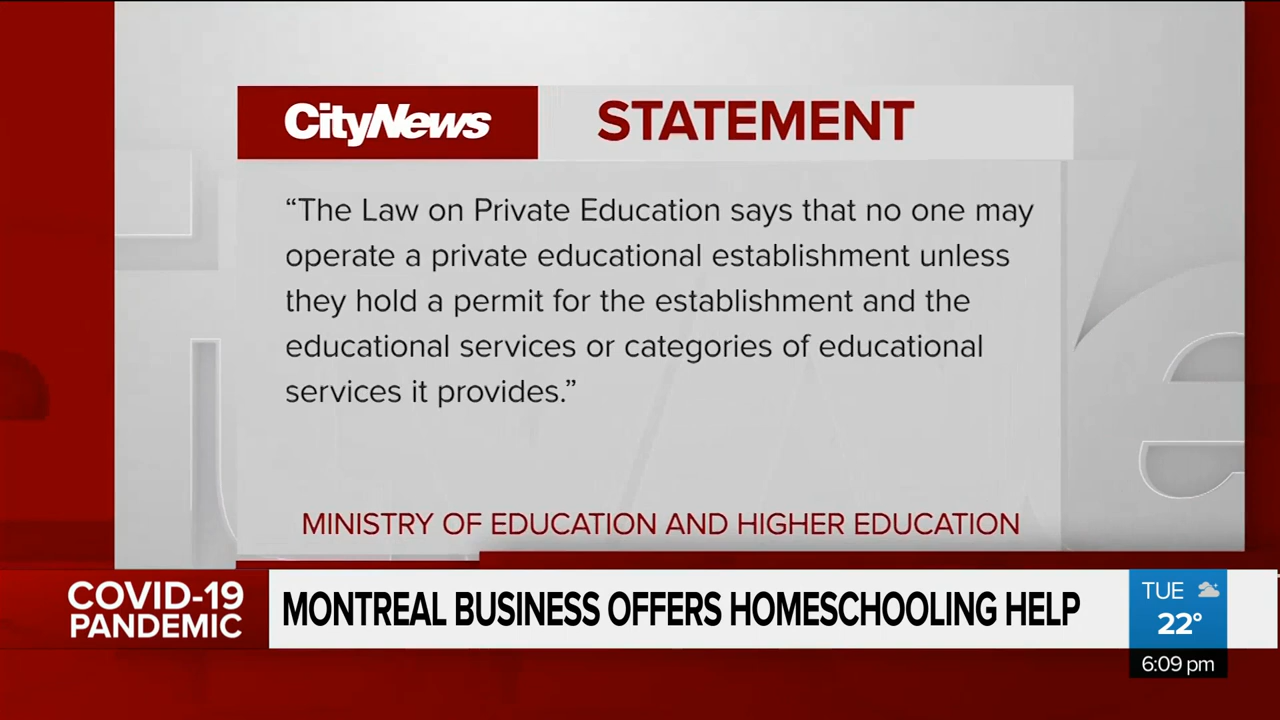 CityNews
STATEMENT
“The Law on Private Education says that no one may
operate a private educational establishment unless
they hold a permit for the establishment and the
educational services or categories of educational
services it provides.”
MINISTRY OF EDUCATION AND HIGHER EDUCATION
COVID-19
PANDEMIC
MONTREAL BUSINESS OFFERS HOMESCHOOLING HELP
TUE
22°
6:09 pm